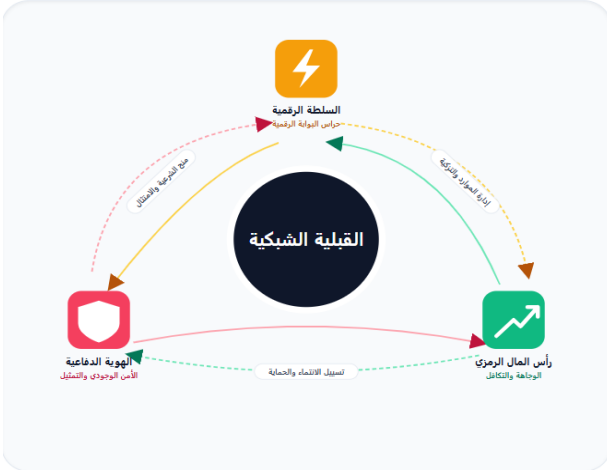 السلطة الرقمية
حراس البوابة الرقمية
منح الشرعية والامتثال
إدارة الموارد والتزكية
القبلية الشبكية
الهوية الدفاعية
الأمن الوجودي والتمثيل
رأس المال الرمزي
الوجاهة والتكافل
تسييل الانتماء والحماية